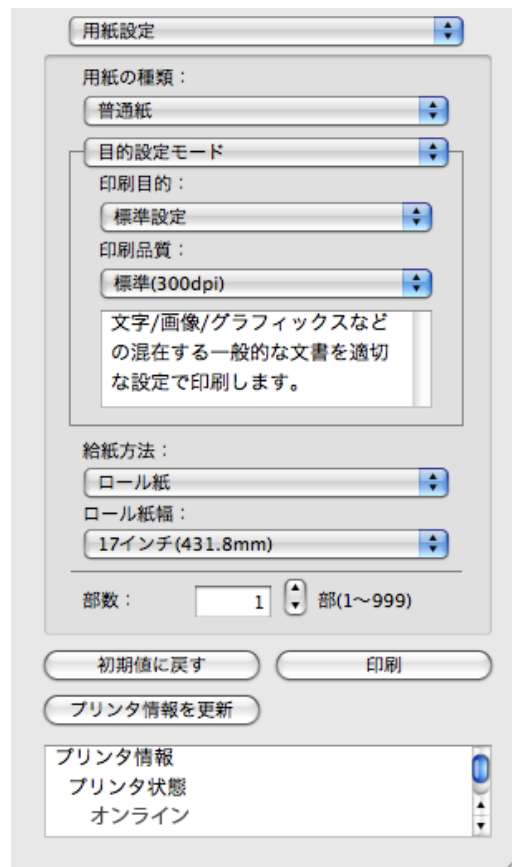 用紙設定
用紙の種類：
普通紙
目的設定モード
印刷目的：
標準設定
印刷品質：
標準(300dpi)
文字/画像/グラフィックスなど
の混在する一般的な文書を適切
な設定で印刷します。
給紙方法：
ロール紙
ロール紙幅：
17インチ(431.8mm)
部数： 1 部(1〜999)
初期値に戻す 印刷
プリンタ情報を更新
プリンタ情報
プリンタ状態
オンライン